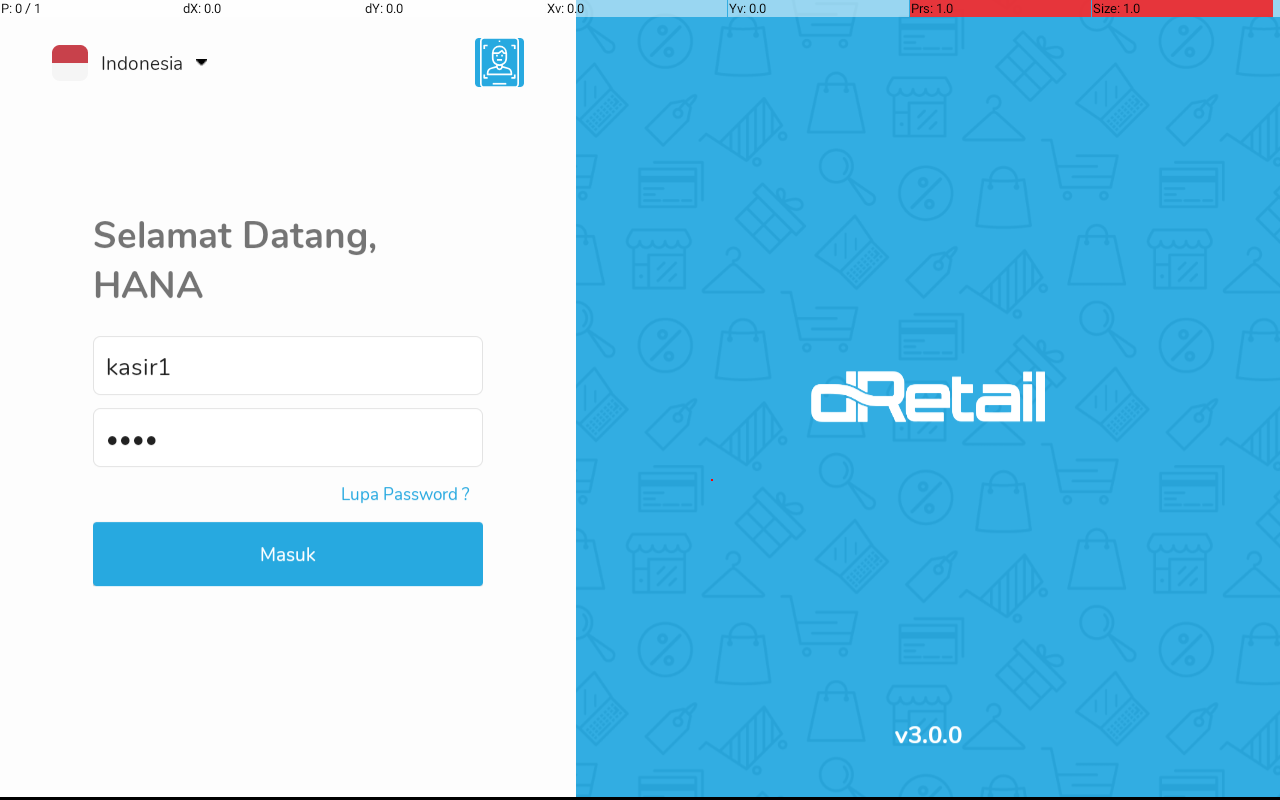 P: 0 / 1 dX: 0.0 dY: 0.0 Xv: 0.0 Yv: 0.0 Prs: 1.0 Size: 1.0
Indonesia
Selamat Datang,
HANA
kasir1
••••
Lupa Password ?
Masuk
dRetail
v3.0.0